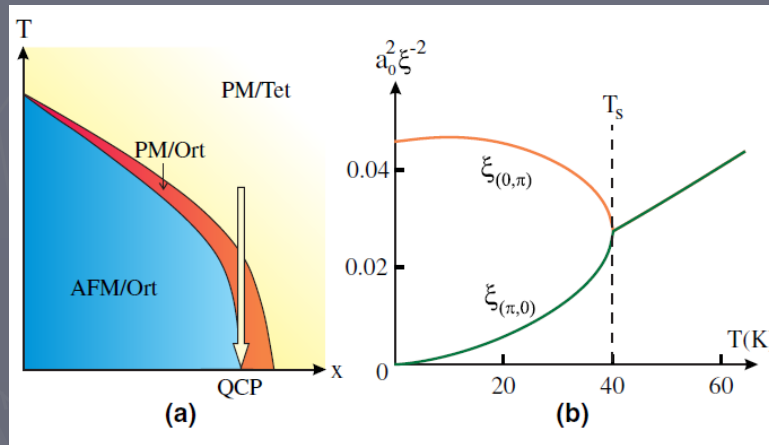 T
PM/Tet
PM/Ort
AFM/Ort
QCP
x
(a)
a₀²ξ⁻²
Tₛ
0.04
ξ(0,π)
0.02
ξ(π,0)
0
20
40
60
T(K
(b)